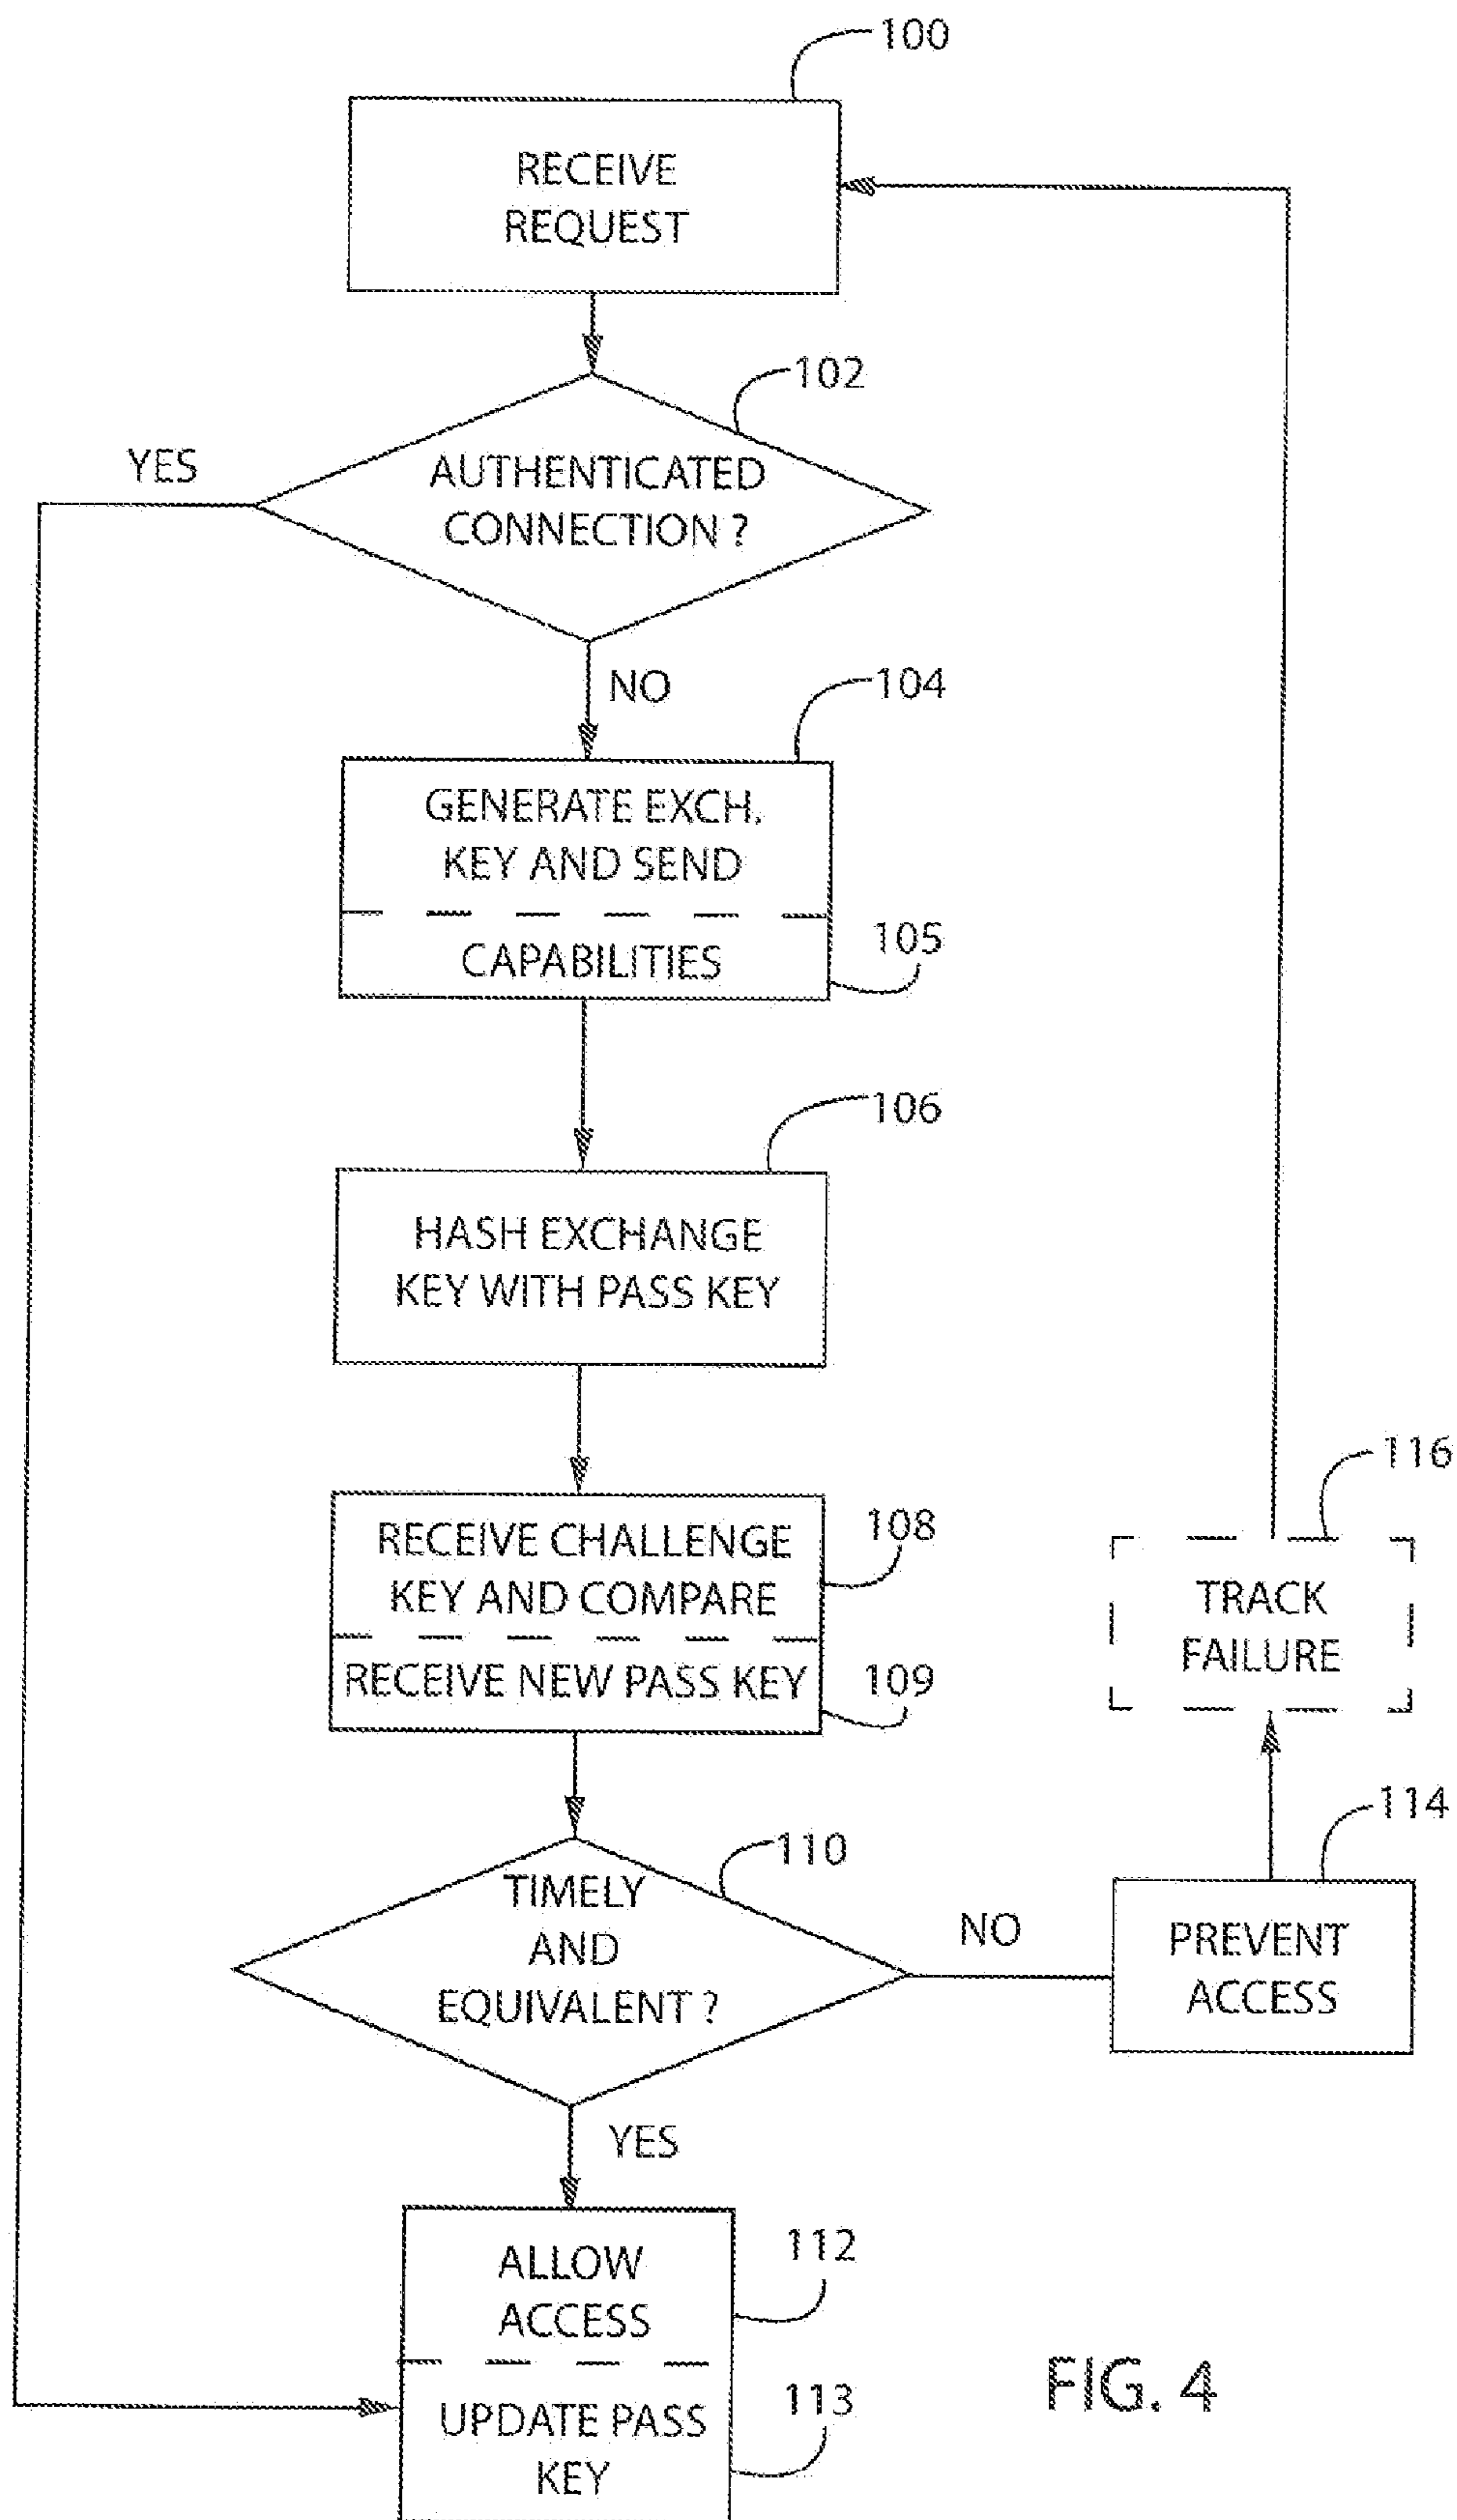 100
RECEIVE
REQUEST
102
YES
AUTHENTICATED
CONNECTION ?
NO
104
GENERATE EXCH.
KEY AND SEND
105
CAPABILITIES
106
HASH EXCHANGE
KEY WITH PASS KEY
116
108
RECEIVE CHALLENGE
KEY AND COMPARE
TRACK
FAILURE
RECEIVE NEW PASS KEY
109
114
110
TIMELY
AND
EQUIVALENT ?
NO
PREVENT
ACCESS
YES
112
ALLOW
ACCESS
FIG. 4
113
UPDATE PASS
KEY